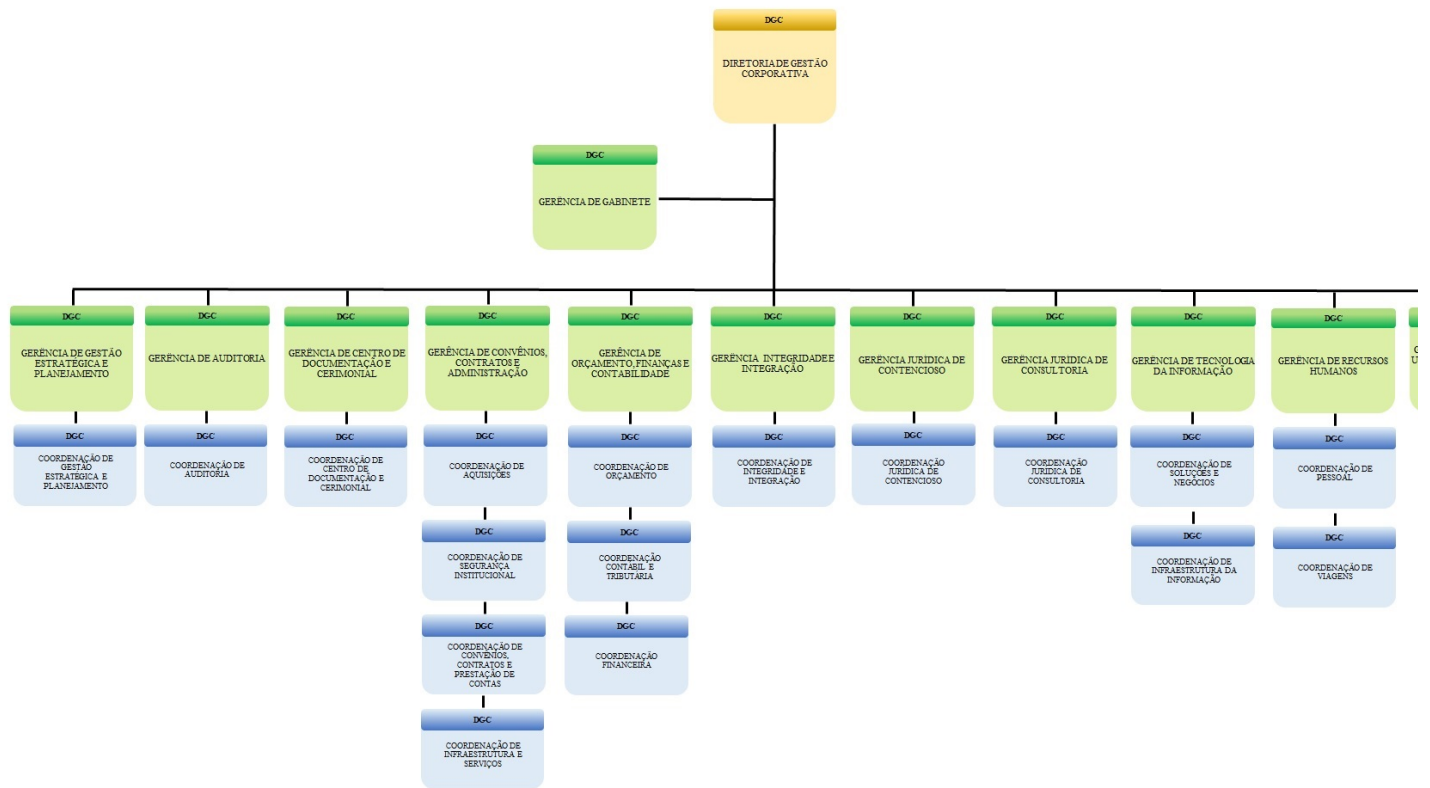 DGC
DIRETORIA DE GESTÃO
CORPORATIVA
DGC
GERÊNCIA DE GABINETE
DGC
GERÊNCIA DE GESTÃO
ESTRATÉGICA E
PLANEJAMENTO
DGC
GERÊNCIA DE AUDITORIA
DGC
GERÊNCIA DE CENTRO DE
DOCUMENTAÇÃO E
CERIMONIAL
DGC
GERÊNCIA DE CONVÊNIOS,
CONTRATOS E
ADMINISTRAÇÃO
DGC
GERÊNCIA DE
ORÇAMENTO, FINANÇAS E
CONTABILIDADE
DGC
GERÊNCIA INTEGRIDADE E
INTEGRAÇÃO
DGC
GERÊNCIA JURIDICA DE
CONTENCIOSO
DGC
GERÊNCIA JURIDICA DE
CONSULTORIA
DGC
GERÊNCIA DE TECNOLOGIA
DA INFORMAÇÃO
DGC
GERÊNCIA DE RECURSOS
HUMANOS
DGC
COORDENAÇÃO DE
GESTÃO
ESTRATÉGICA E
PLANEJAMENTO
DGC
COORDENAÇÃO DE
AUDITORIA
DGC
COORDENAÇÃO DE
CENTRO DE
DOCUMENTAÇÃO E
CERIMONIAL
DGC
COORDENAÇÃO DE
AQUISIÇÕES
DGC
COORDENAÇÃO DE
ORÇAMENTO
DGC
COORDENAÇÃO DE
INTEGRIDADE E
INTEGRAÇÃO
DGC
COORDENAÇÃO
JURIDICA DE
CONTENCIOSO
DGC
COORDENAÇÃO
JURIDICA DE
CONSULTORIA
DGC
COORDENAÇÃO DE
SOLUÇÕES E
NEGÓCIOS
DGC
COORDENAÇÃO DE
PESSOAL
DGC
COORDENAÇÃO DE
SEGURANÇA
INSTITUCIONAL
DGC
COORDENAÇÃO
CONTÁBIL E
TRIBUTÁRIA
DGC
COORDENAÇÃO DE
INFRAESTRUTURA DA
INFORMAÇÃO
DGC
COORDENAÇÃO DE
VIAGENS
DGC
COORDENAÇÃO DE
CONVÊNIOS,
CONTRATOS E
PRESTAÇÃO DE
CONTAS
DGC
COORDENAÇÃO
FINANCEIRA
DGC
COORDENAÇÃO DE
INFRAESTRUTURA E
SERVIÇOS